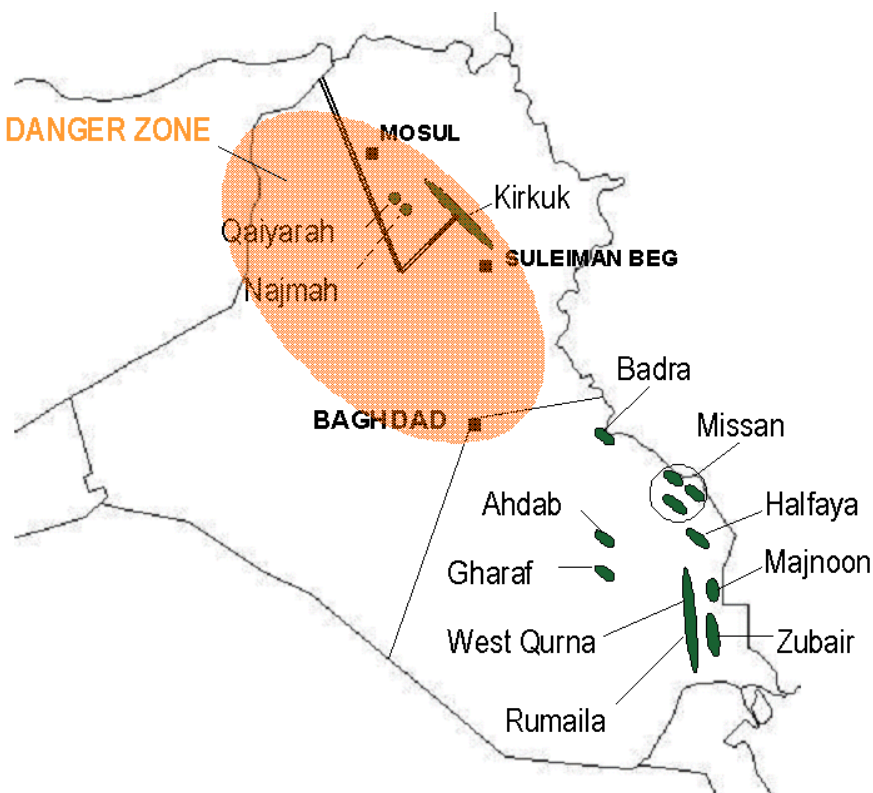 DANGER ZONE
MOSUL
Kirkuk
Qaiyarah
SULEIMAN BEG
Najmah
Badra
BAGHDAD
Missan
Ahdab
Halfaya
Majnoon
Gharaf
West Qurna
Zubair
Rumaila